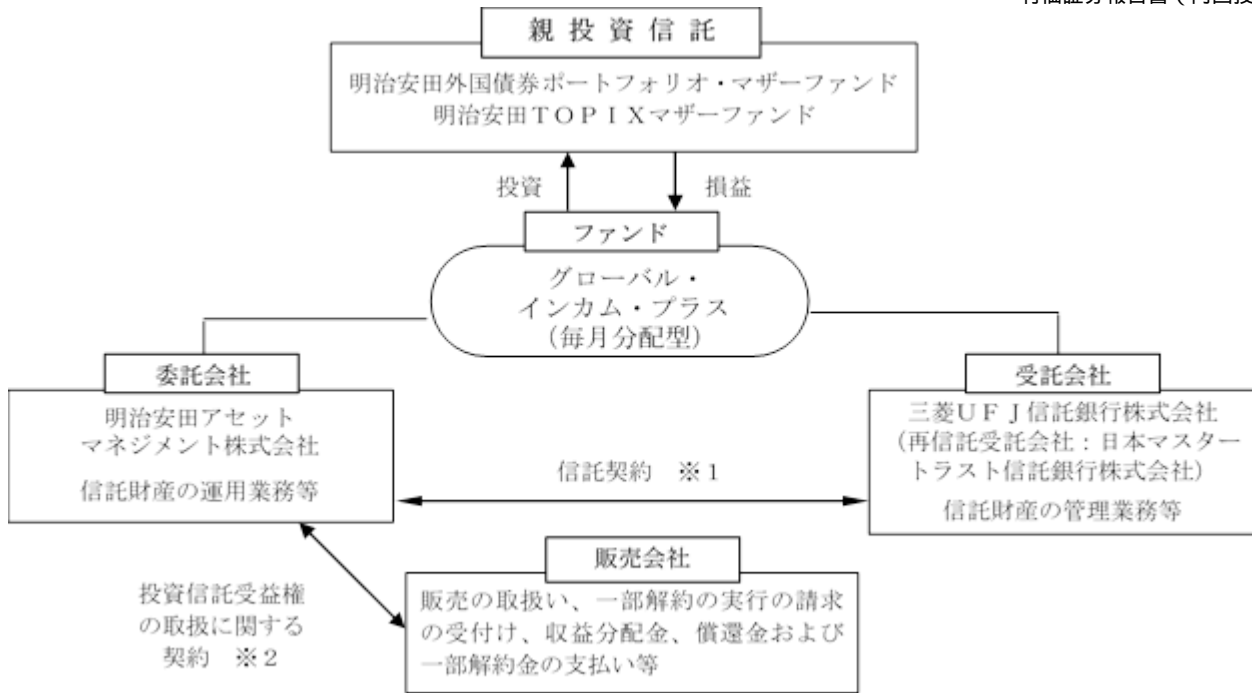 親投資信託
明治安田外国債券ポートフォリオ・マザーファンド
明治安田ＴＯＰＩＸマザーファンド
投資
損益
ファンド
グローバル・
インカム・プラス
（毎月分配型）
委託会社
明治安田アセット
マネジメント株式会社
信託財産の運用業務等
受託会社
三菱ＵＦＪ信託銀行株式会社
（再信託受託会社：日本マスター
トラスト信託銀行株式会社）
信託財産の管理業務等
信託契約　※１
投資信託受益権
の取扱に関する
契約　※２
販売会社
販売の取扱い、一部解約の実行の請求
の受付け、収益分配金、償還金および
一部解約金の支払い等